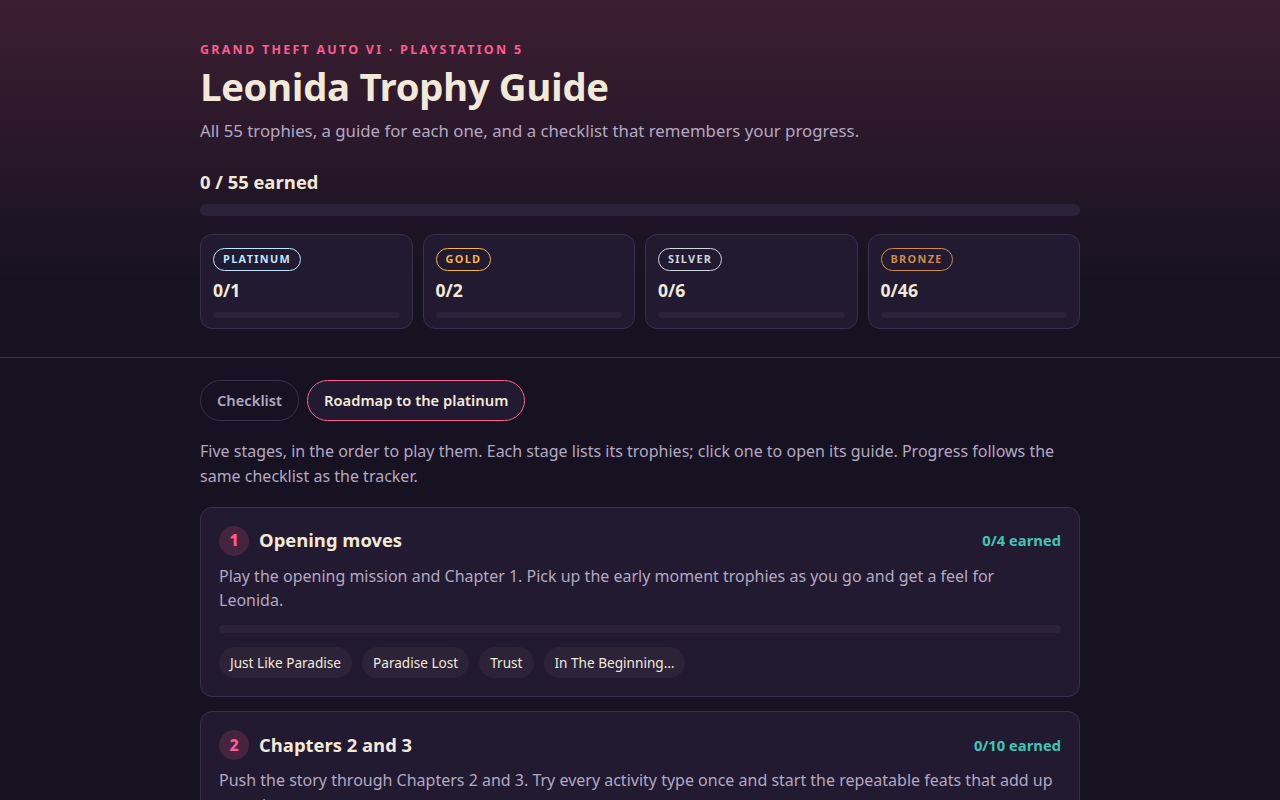 GRAND THEFT AUTO VI · PLAYSTATION 5
Leonida Trophy Guide
All 55 trophies, a guide for each one, and a checklist that remembers your progress.
0 / 55 earned
PLATINUM
0/1
GOLD
0/2
SILVER
0/6
BRONZE
0/46
Checklist
Roadmap to the platinum
Five stages, in the order to play them. Each stage lists its trophies; click one to open its guide. Progress follows the
same checklist as the tracker.
1 Opening moves
0/4 earned
Play the opening mission and Chapter 1. Pick up the early moment trophies as you go and get a feel for
Leonida.
Just Like Paradise
Paradise Lost
Trust
In The Beginning...
2 Chapters 2 and 3
0/10 earned
Push the story through Chapters 2 and 3. Try every activity type once and start the repeatable feats that add up